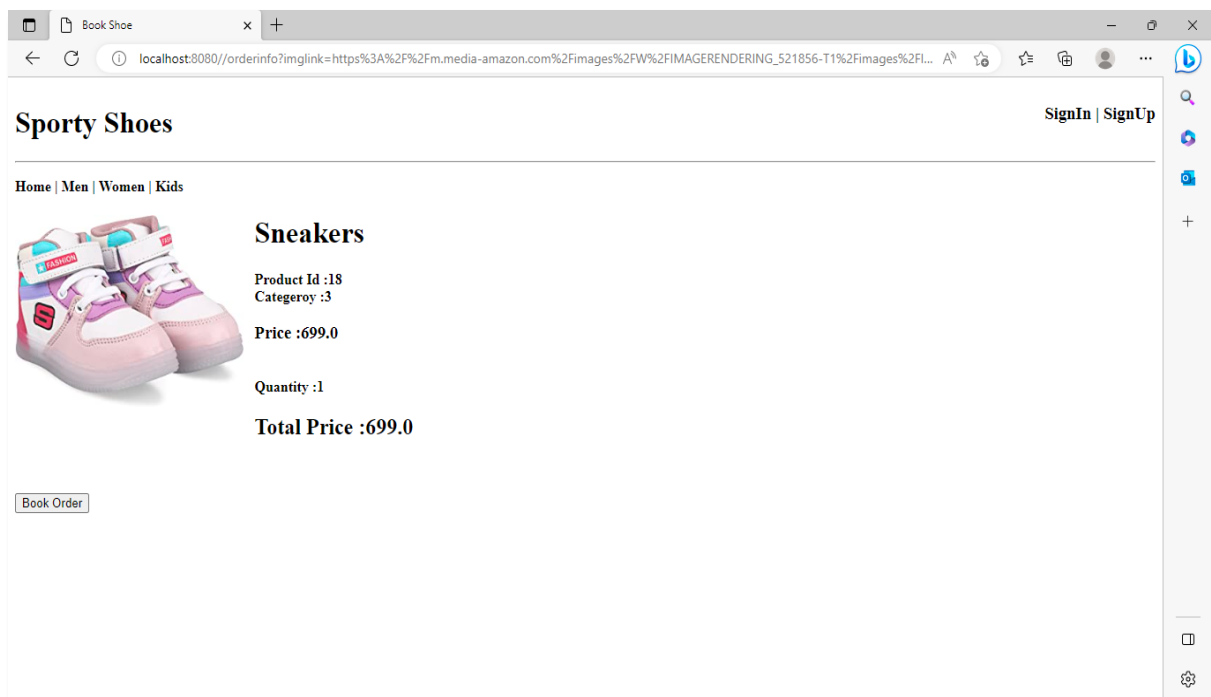 Book Shoe
localhost:8080//orderinfo?imglink=https%3A%2F%2Fm.media-amazon.com%2Fimages%2FW%2FIMAGERENDERING_521856-T1%2Fimages%2FI...
Sporty Shoes
SignIn | SignUp
Home | Men | Women | Kids
FASHION
S
Sneakers
Product Id :18
Categeroy :3
Price :699.0
Quantity :1
Total Price :699.0
Book Order